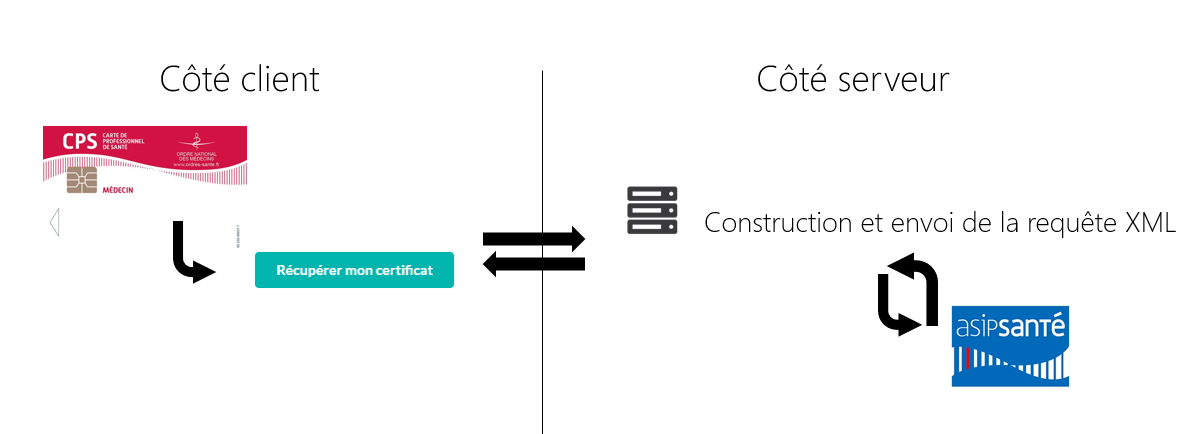 Côté client
Côté serveur
CPS
CARTE DE
PROFESSIONNEL
DE SANTÉ
ORDRE NATIONAL
DES MÉDECINS
www.ordres-sante.fr
MÉDECIN
Construction et envoi de la requête XML
Récupérer mon certificat
asipsanté